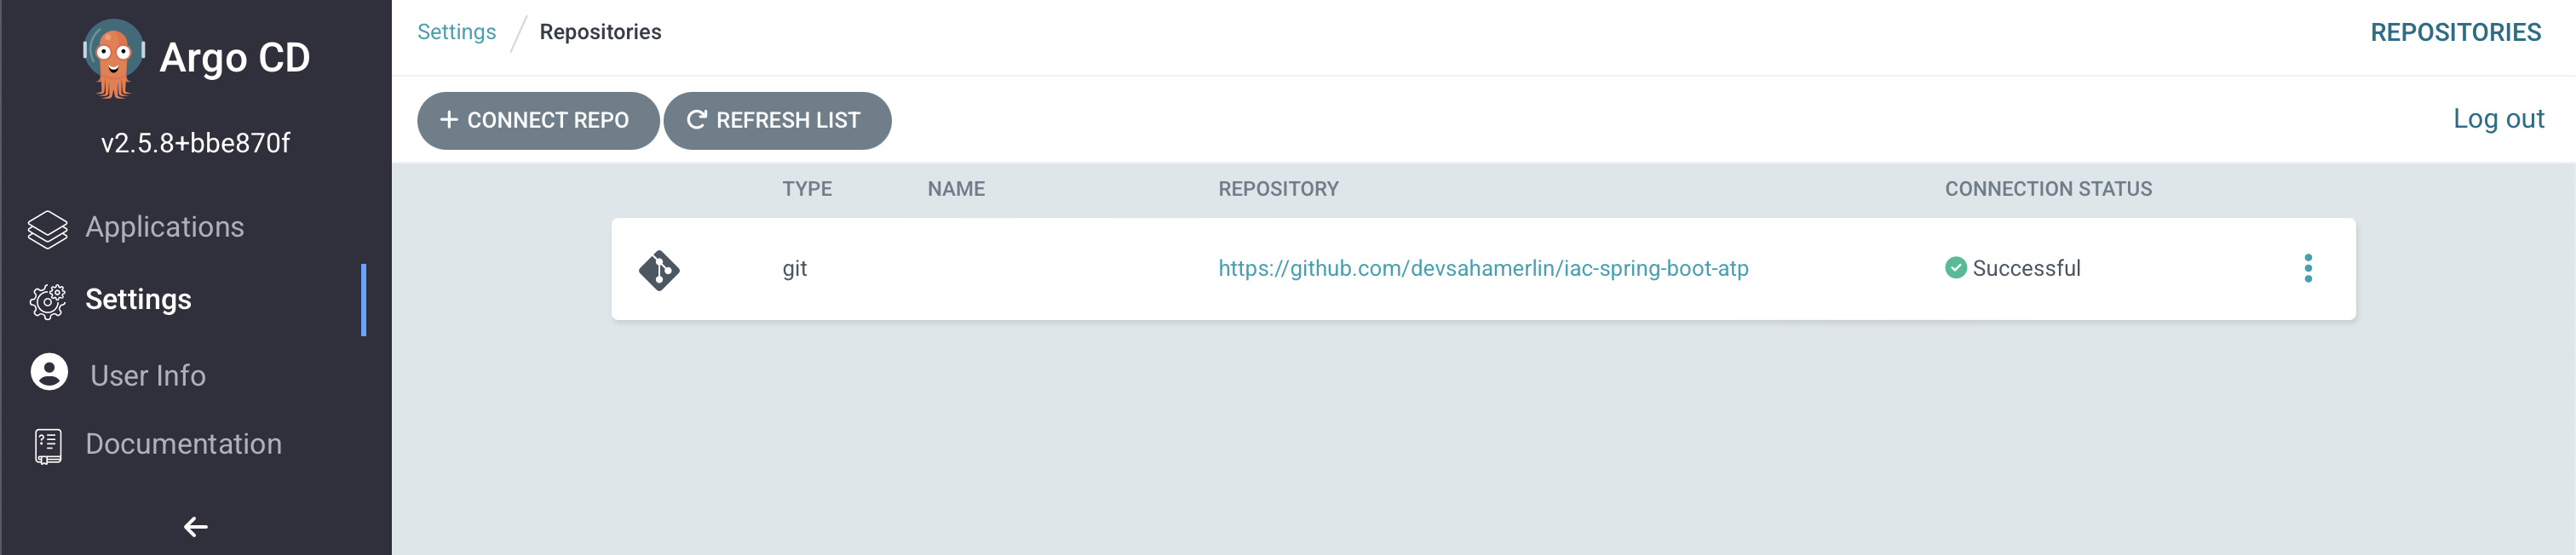 Argo CD
v2.5.8+bbe870f
Applications
Settings
User Info
Documentation
Settings / Repositories
REPOSITORIES
+ CONNECT REPO
REFRESH LIST
Log out
TYPE NAME REPOSITORY CONNECTION STATUS
git https://github.com/devsahamerlin/iac-spring-boot-atp Successful